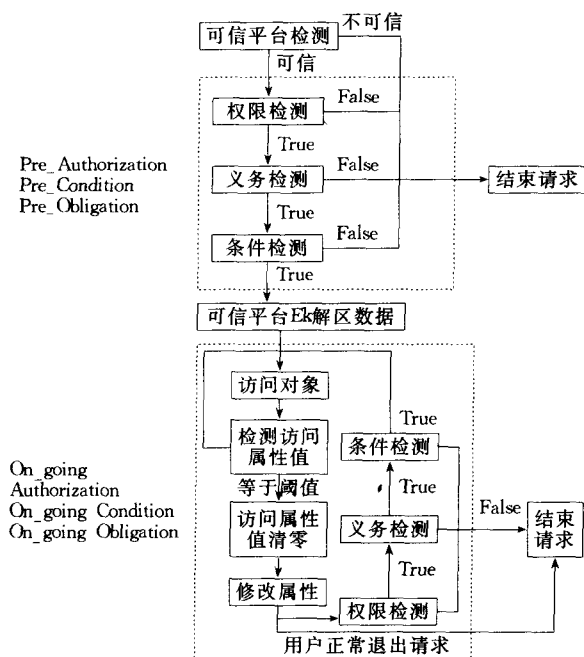 不可信
可信平台检测
可信
权限检测
False
True
Pre_Authorization
Pre_Condition
Pre_Obligation
义务检测
False
结束请求
True
条件检测
False
True
可信平台Ek解区数据
访问对象
True
检测访问
属性值
条件检测
等于阈值
True
On_going
Authorization
On_going Condition
On_going Obligation
访问属性
值清零
义务检测
False
结束
请求
True
修改属性
权限检测
用户正常退出请求